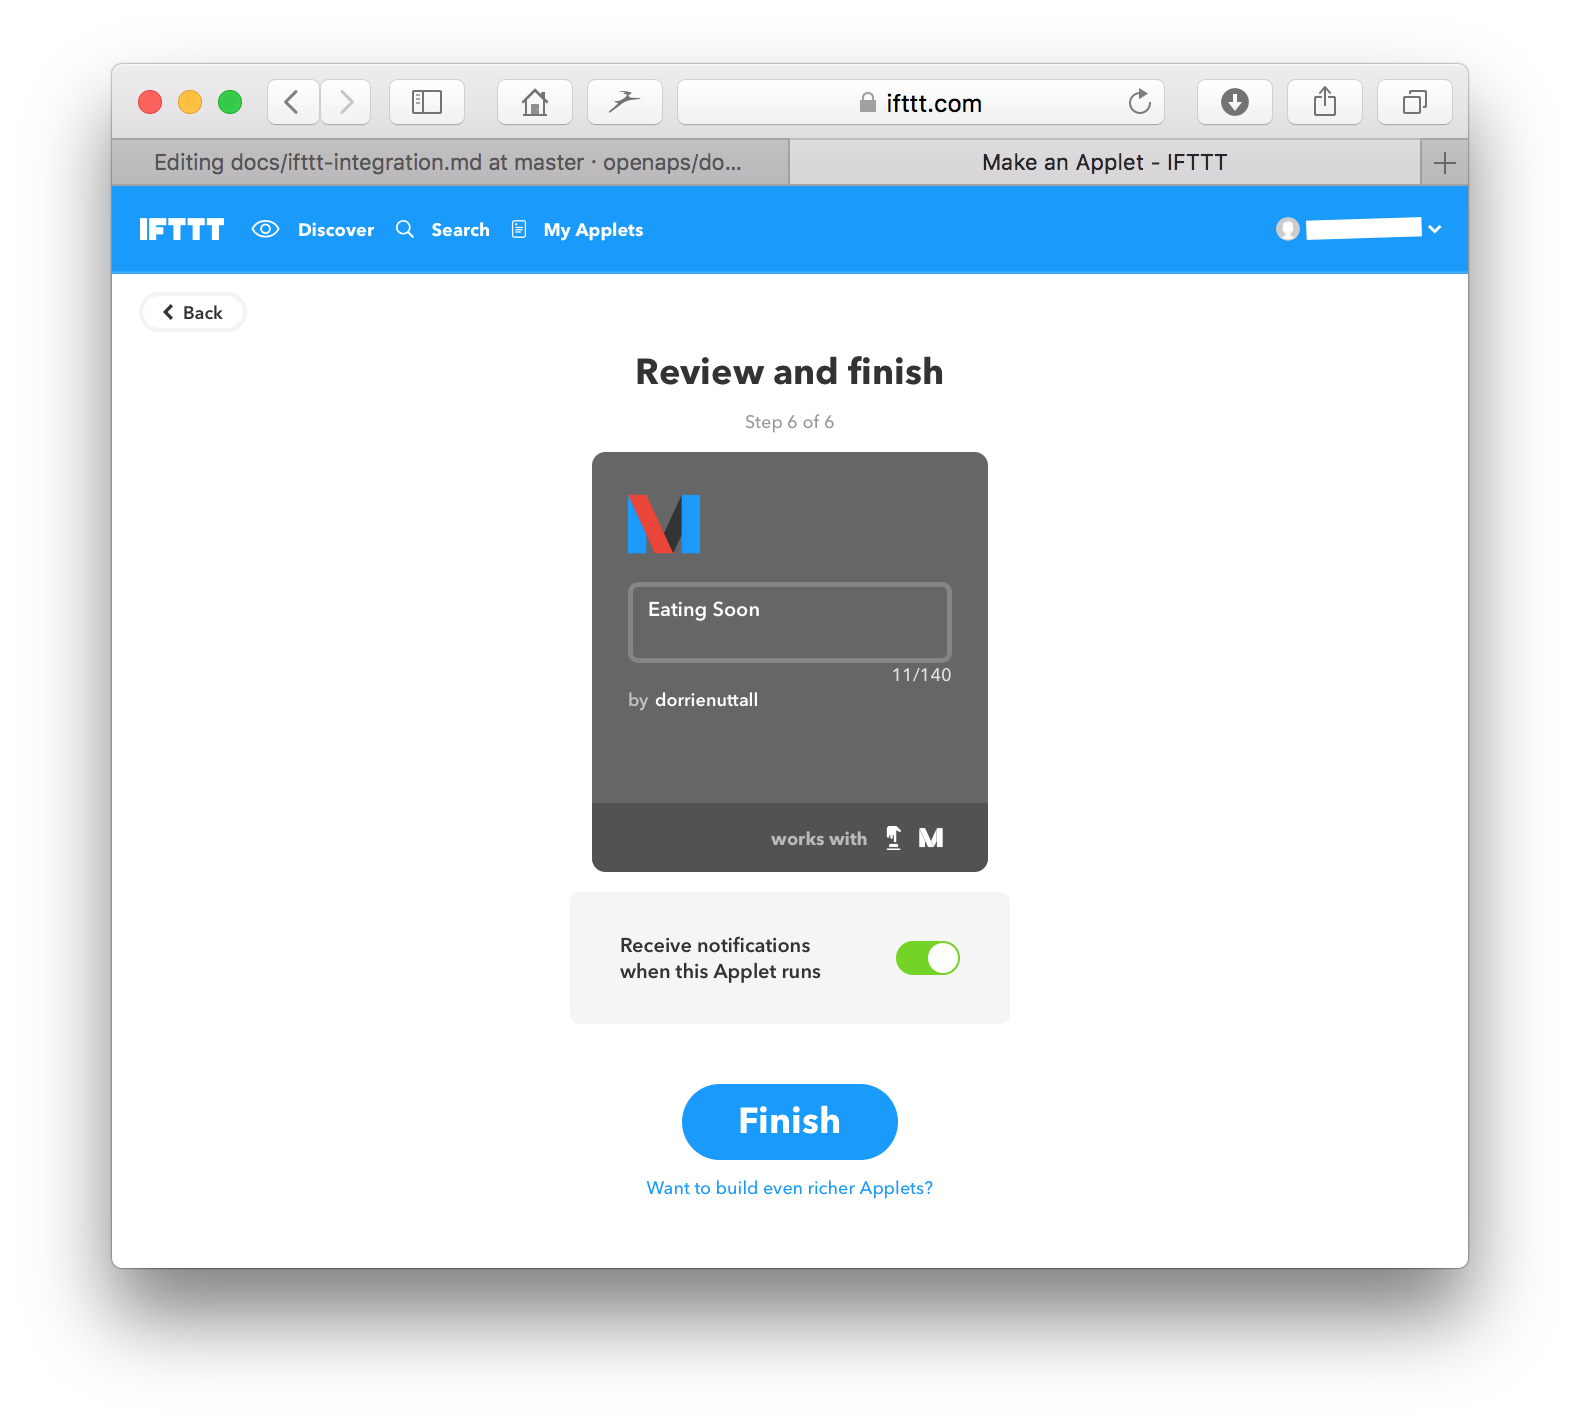 ifttt.com
Editing docs/ifttt-integration.md at master · openaps/do...
Make an Applet - IFTTT
IFTTT
Discover
Search
My Applets
Back
Review and finish
Step 6 of 6
Eating Soon
11/140
by dorrienuttall
works with
Receive notifications
when this Applet runs
Finish
Want to build even richer Applets?